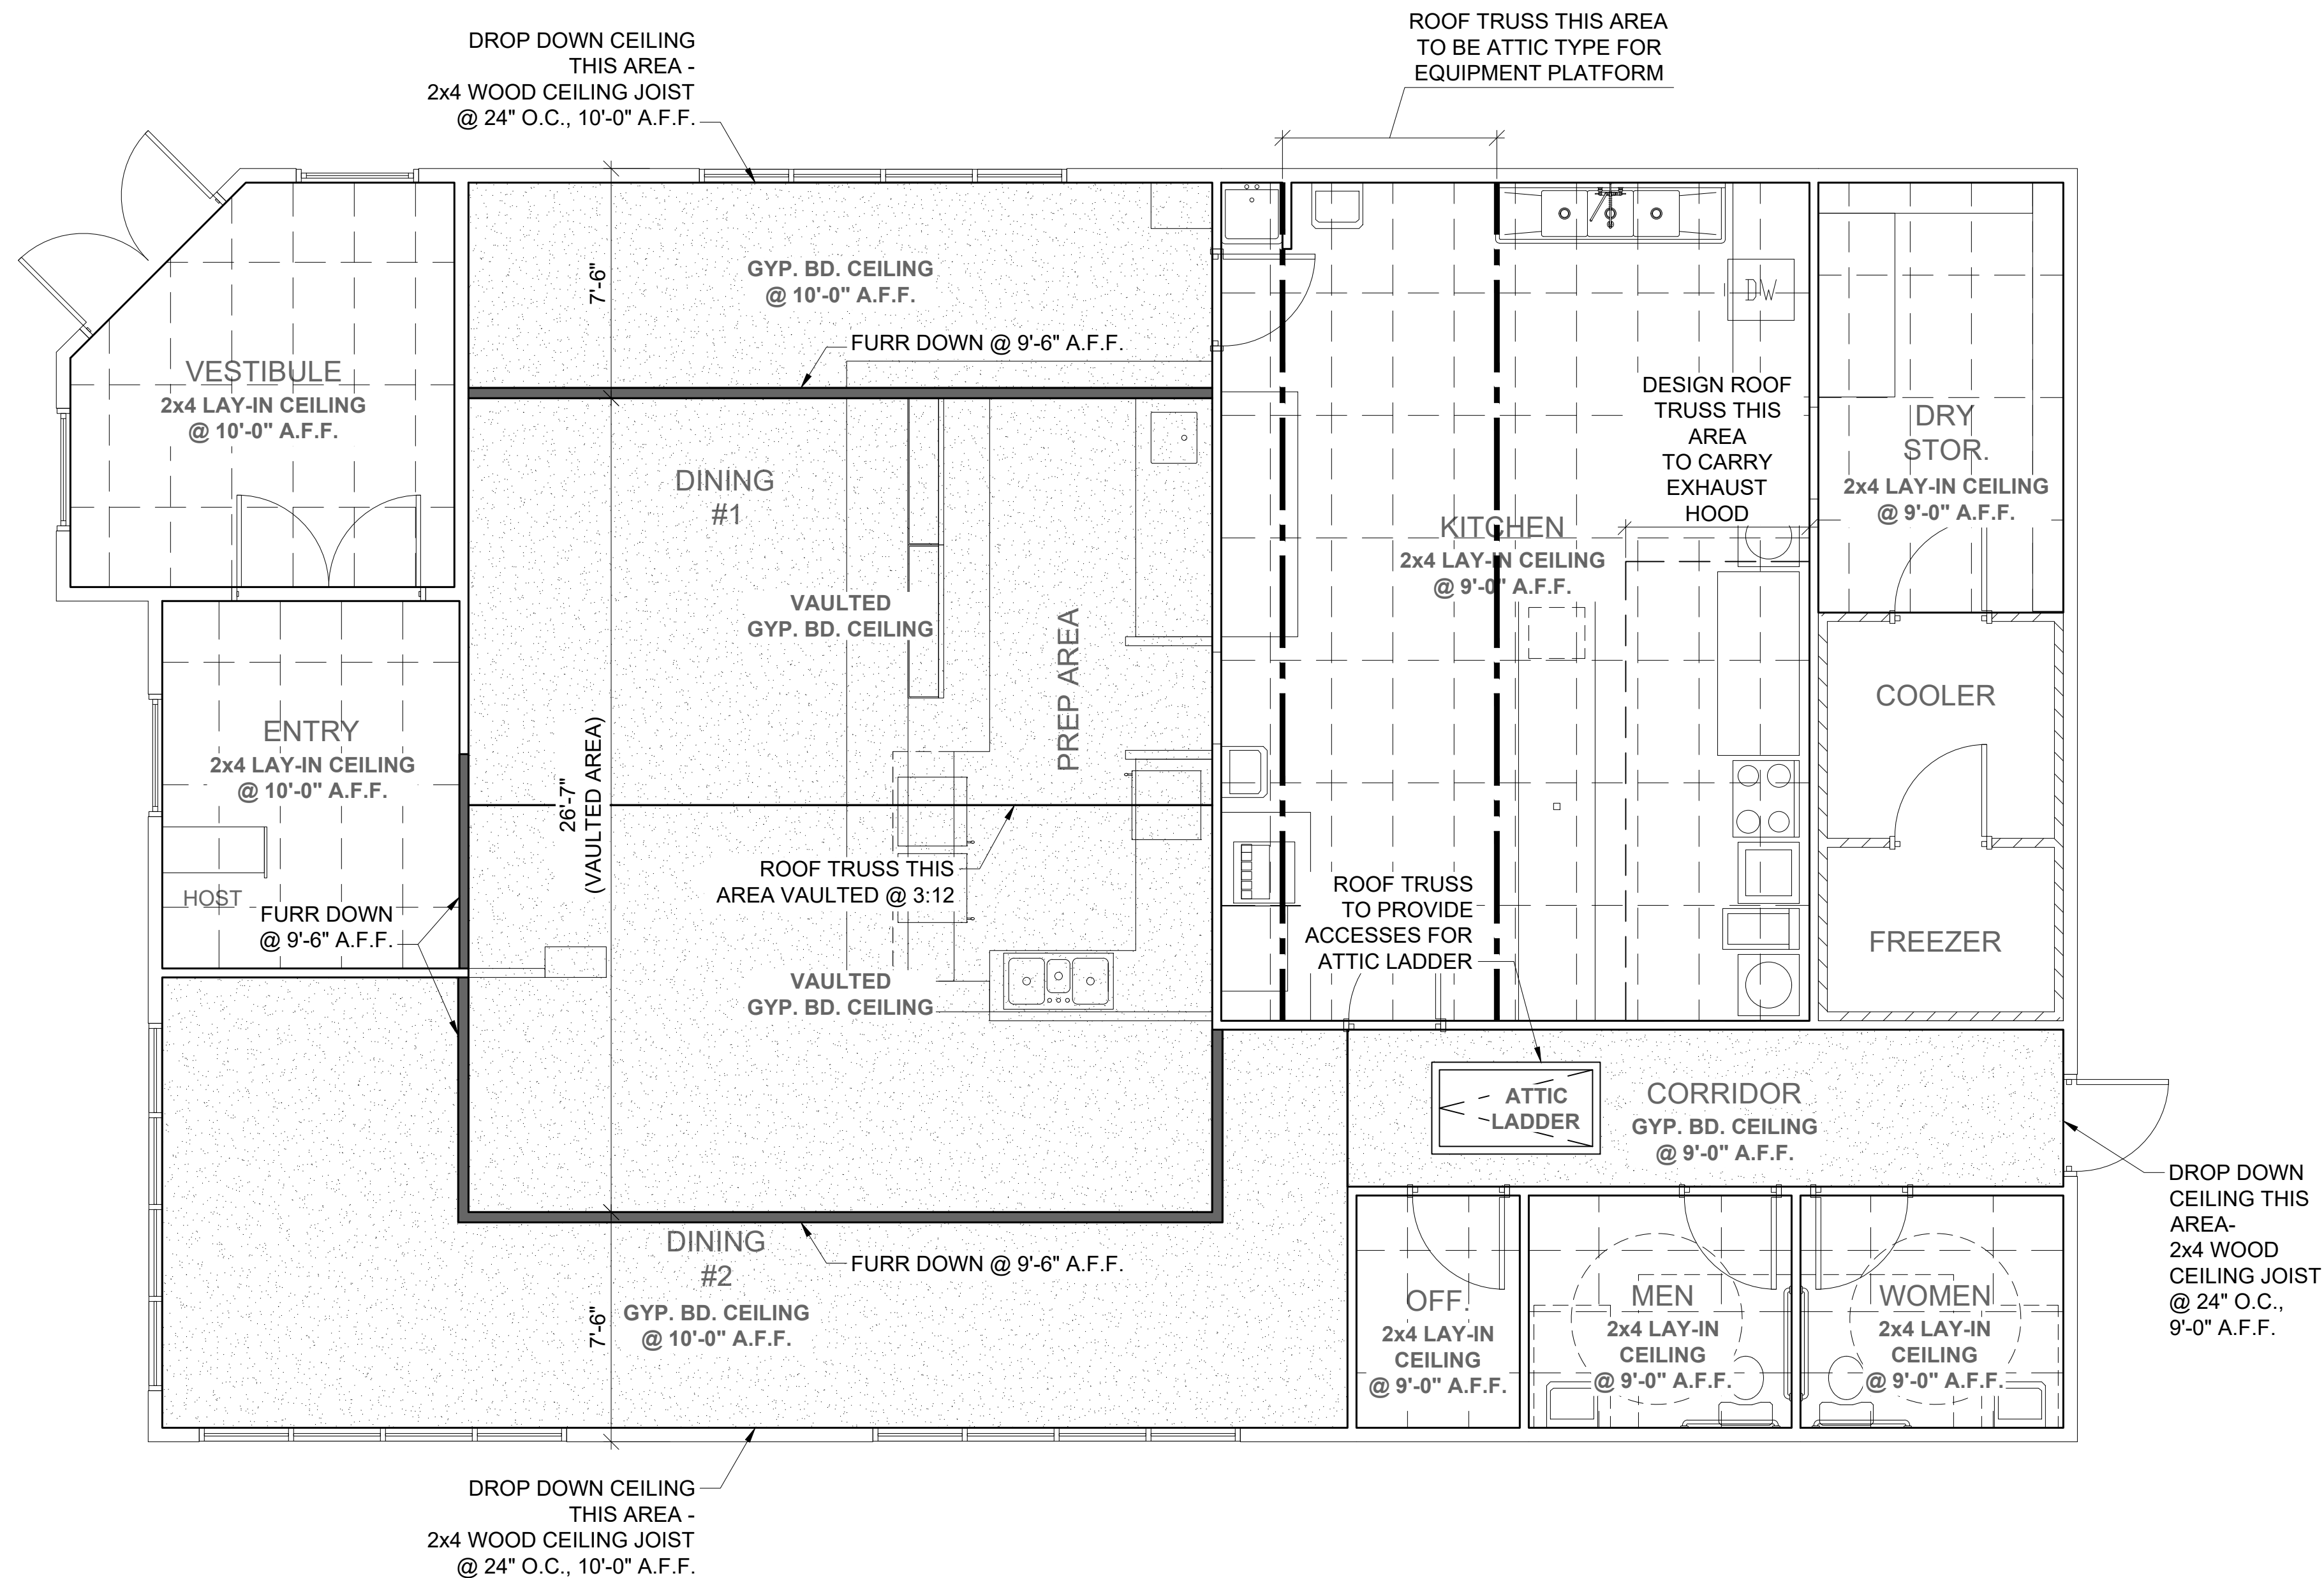 ROOF TRUSS THIS AREA
TO BE ATTIC TYPE FOR
EQUIPMENT PLATFORM
DROP DOWN CEILING
THIS AREA -
2x4 WOOD CEILING JOIST
@ 24" O.C., 10'-0" A.F.F.
7'-6"
GYP. BD. CEILING
@ 10'-0" A.F.F.
FURR DOWN @ 9'-6" A.F.F.
VESTIBULE
2x4 LAY-IN CEILING
@ 10'-0" A.F.F.
DW
DESIGN ROOF
TRUSS THIS
AREA
TO CARRY
EXHAUST
HOOD
DRY
STOR.
2x4 LAY-IN CEILING
@ 9'-0" A.F.F.
DINING
#1
KITCHEN
2x4 LAY-IN CEILING
@ 9'-0" A.F.F.
VAULTED
GYP. BD. CEILING
PREP AREA
COOLER
ENTRY
2x4 LAY-IN CEILING
@ 10'-0" A.F.F.
26'-7"
(VAULTED AREA)
ROOF TRUSS THIS
AREA VAULTED @ 3:12
HOST
FURR DOWN
@ 9'-6" A.F.F.
ROOF TRUSS
TO PROVIDE
ACCESSES FOR
ATTIC LADDER
FREEZER
VAULTED
GYP. BD. CEILING
ATTIC
LADDER
CORRIDOR
GYP. BD. CEILING
@ 9'-0" A.F.F.
DROP DOWN
CEILING THIS
AREA-
2x4 WOOD
CEILING JOIST
@ 24" O.C.,
9'-0" A.F.F.
DINING
#2
GYP. BD. CEILING
@ 10'-0" A.F.F.
FURR DOWN @ 9'-6" A.F.F.
7'-6"
OFF.
2x4 LAY-IN
CEILING
@ 9'-0" A.F.F.
MEN
2x4 LAY-IN
CEILING
@ 9'-0" A.F.F.
WOMEN
2x4 LAY-IN
CEILING
@ 9'-0" A.F.F.
DROP DOWN CEILING
THIS AREA -
2x4 WOOD CEILING JOIST
@ 24" O.C., 10'-0" A.F.F.